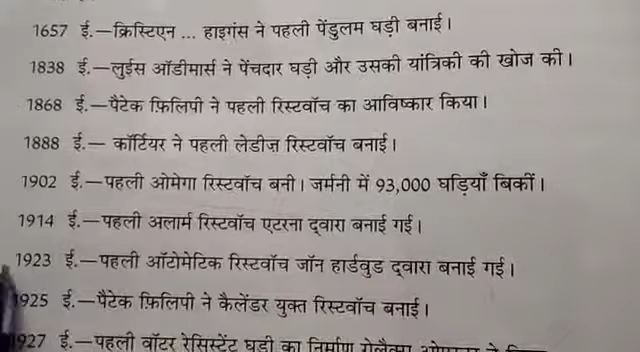 1657 ई.—क्रिस्टिएन ... हाइगंस ने पहली पेंडुलम घड़ी बनाई।
1838 ई.—लुईस ऑडीमार्स ने पेंचदार घड़ी और उसकी यांत्रिकी की खोज की।
1868 ई.—पैटेक फ़िलिपी ने पहली रिस्टवॉच का आविष्कार किया।
1888 ई.— कॉर्टियर ने पहली लेडीज़ रिस्टवॉच बनाई।
1902 ई.—पहली ओमेगा रिस्टवॉच बनी। जर्मनी में 93,000 घड़ियाँ बिकीं।
1914 ई.—पहली अलार्म रिस्टवॉच एटरना द्वारा बनाई गई।
1923 ई.—पहली ऑटोमेटिक रिस्टवॉच जॉन हार्डवुड द्वारा बनाई गई।
1925 ई.—पैटेक फ़िलिपी ने कैलेंडर युक्त रिस्टवॉच बनाई।
1927 ई.—पहली वॉटर रेसिस्टेंट घड़ी का निर्माण